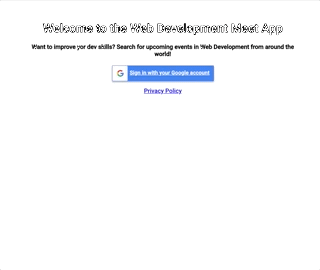 Welcome to the Web Development Meet App
Want to improve your dev skills? Search for upcoming events in Web Development from around the
world!
Sign in with your Google account
Privacy Policy